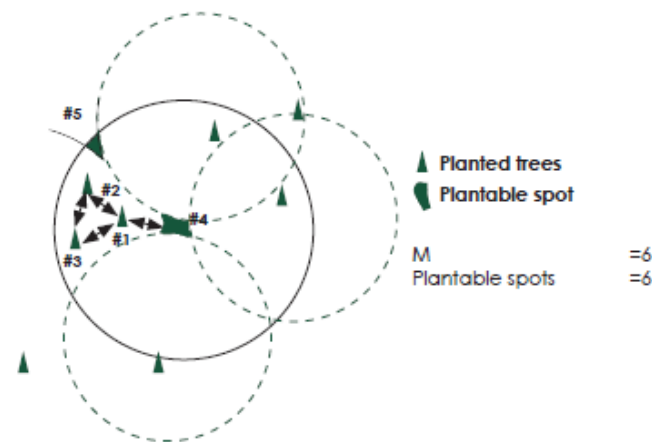 #5
#2
#4
#1
#3
Planted trees
Plantable spot
M =6
Plantable spots =6